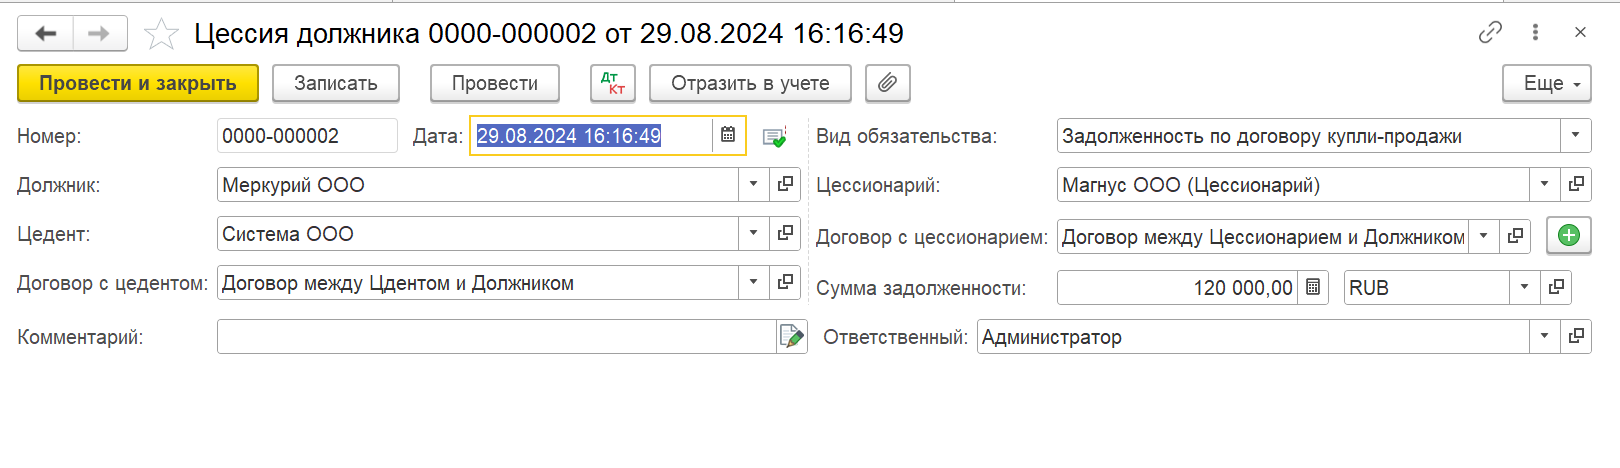 Цессия должника 0000-000002 от 29.08.2024 16:16:49
Провести и закрыть Записать Провести Дт Кт Отразить в учете Еще
Номер: 0000-000002 Дата: 29.08.2024 16:16:49 Вид обязательства: Задолженность по договору купли-продажи
Должник: Меркурий ООО Цессионарий: Магнус ООО (Цессионарий)
Цедент: Система ООО Договор с цессионарием: Договор между Цессионарием и Должником
Договор с цедентом: Договор между Цдентом и Должником Сумма задолженности: 120 000,00 RUB
Комментарий: Ответственный: Администратор